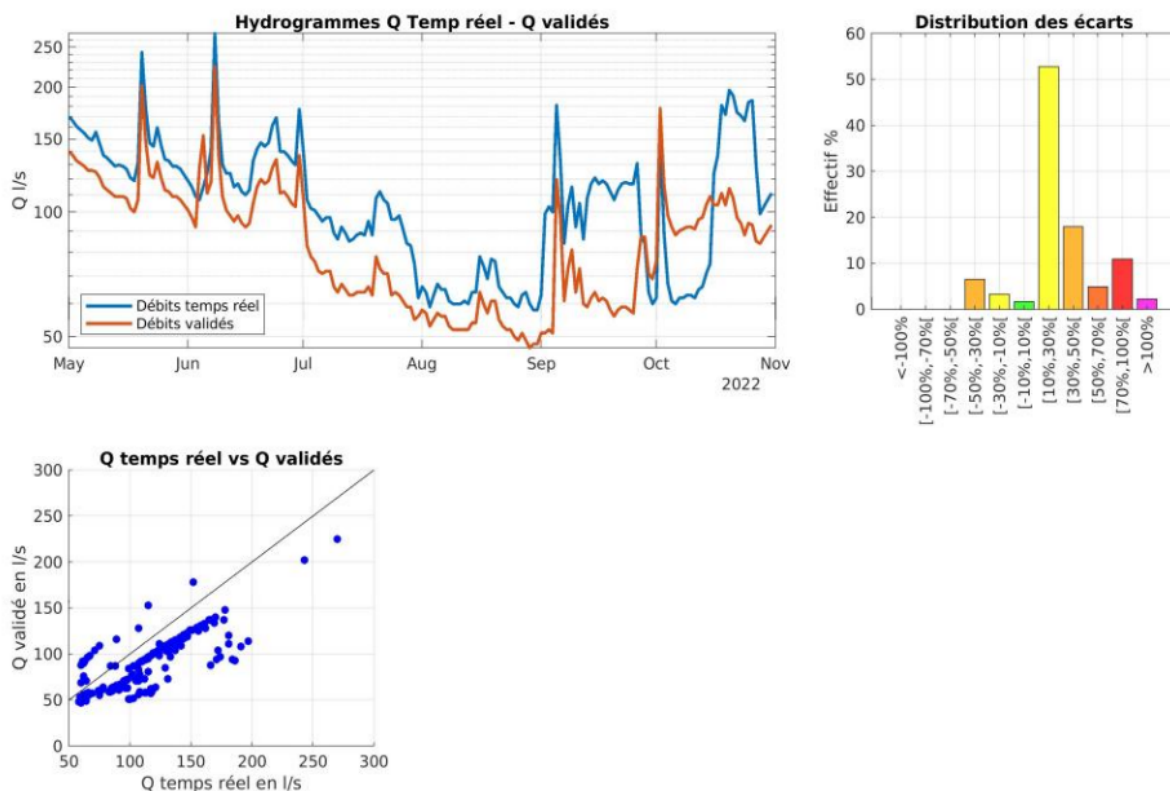 Hydrogrammes Q Temp réel - Q validés
Q l/s
250
200
150
100
50
Débits temps réel
Débits validés
May
Jun
Jul
Aug
Sep
Oct
Nov
2022
Distribution des écarts
Effectif %
60
50
40
30
20
10
0
<-100%
[-100%,-70%[
[-70%,-50%[
[-50%,-30%[
[-30%,-10%[
[-10%,10%[
[10%,30%[
[30%,50%[
[50%,70%[
[70%,100%[
>100%
Q temps réel vs Q validés
Q validé en l/s
300
250
200
150
100
50
0
50
100
150
200
250
300
Q temps réel en l/s